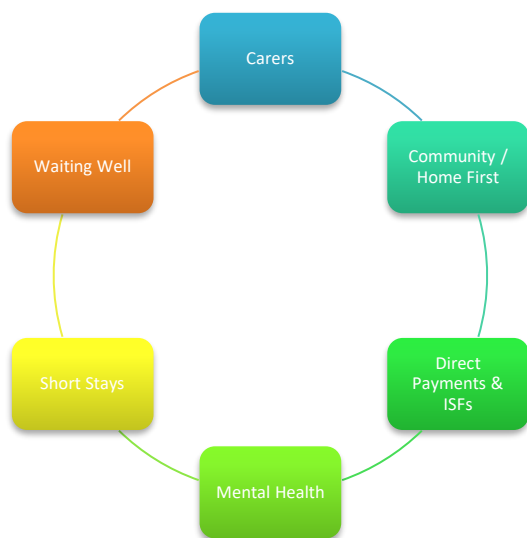 Carers
Community /
Home First
Direct
Payments &
ISFs
Mental Health
Short Stays
Waiting Well